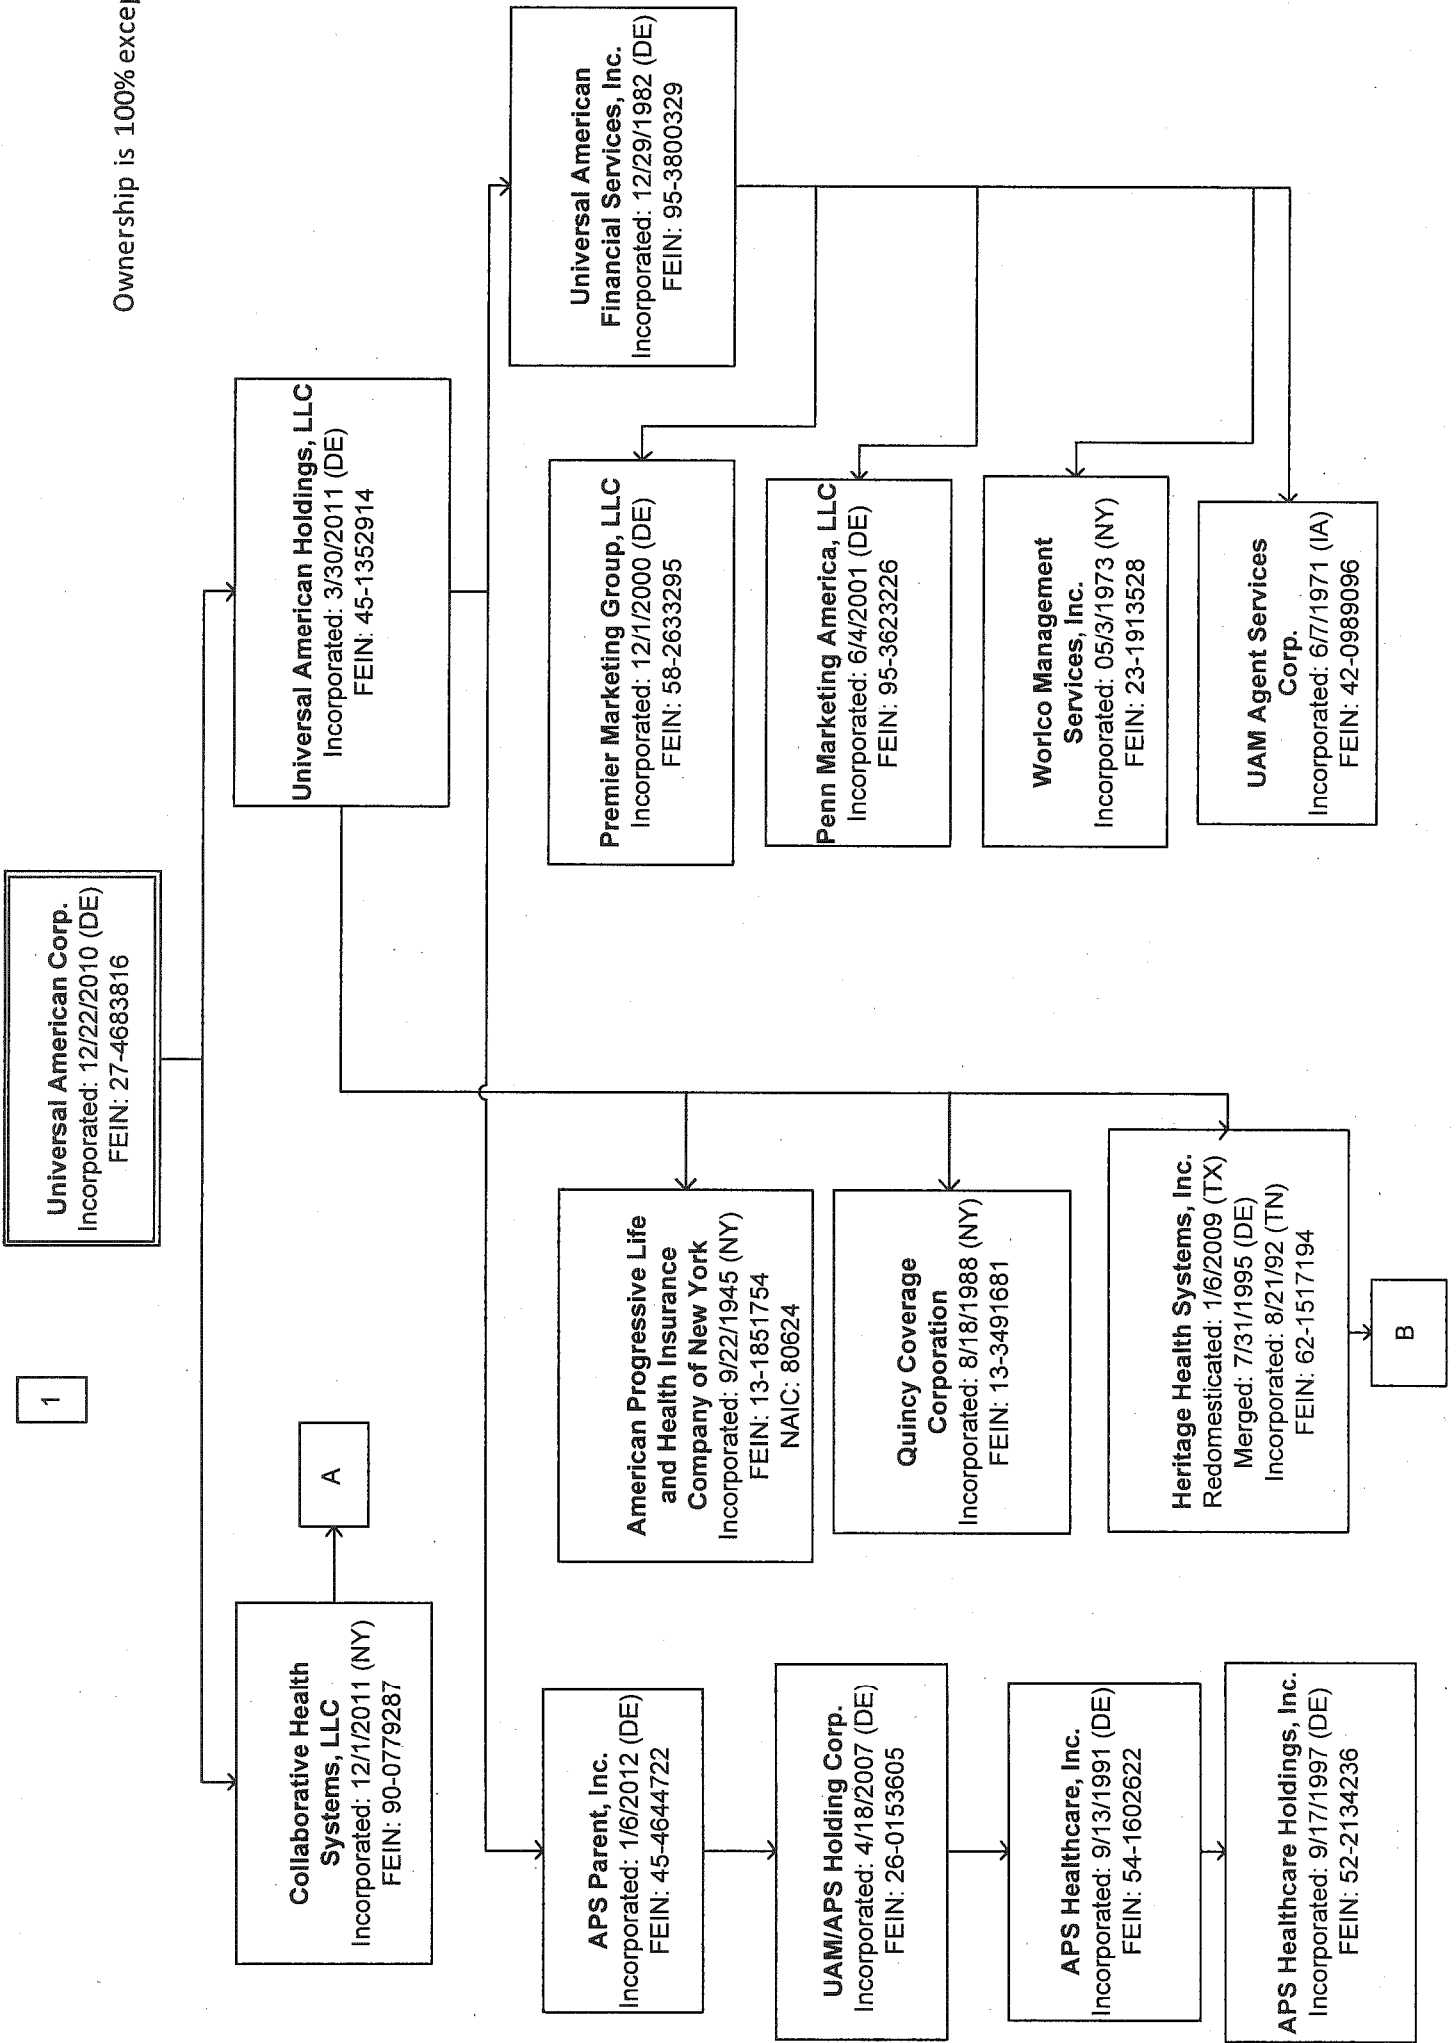 1
Ownership is 100% excep
Universal American Corp.
Incorporated: 12/22/2010 (DE)
FEIN: 27-4683816
Collaborative Health
Systems, LLC
Incorporated: 12/1/2011 (NY)
FEIN: 90-0779287
A
Universal American Holdings, LLC
Incorporated: 3/30/2011 (DE)
FEIN: 45-1352914
APS Parent, Inc.
Incorporated: 1/6/2012 (DE)
FEIN: 45-4644722
UAM/APS Holding Corp.
Incorporated: 4/18/2007 (DE)
FEIN: 26-0153605
APS Healthcare, Inc.
Incorporated: 9/13/1991 (DE)
FEIN: 54-1602622
APS Healthcare Holdings, Inc.
Incorporated: 9/17/1997 (DE)
FEIN: 52-2134236
American Progressive Life
and Health Insurance
Company of New York
Incorporated: 9/22/1945 (NY)
FEIN: 13-1851754
NAIC: 80624
Quincy Coverage
Corporation
Incorporated: 8/18/1988 (NY)
FEIN: 13-3491681
Heritage Health Systems, Inc.
Redomesticated: 1/6/2009 (TX)
Merged: 7/31/1995 (DE)
Incorporated: 8/21/92 (TN)
FEIN: 62-1517194
B
Premier Marketing Group, LLC
Incorporated: 12/1/2000 (DE)
FEIN: 58-2633295
Penn Marketing America, LLC
Incorporated: 6/4/2001 (DE)
FEIN: 95-3623226
Worlco Management
Services, Inc.
Incorporated: 05/3/1973 (NY)
FEIN: 23-1913528
UAM Agent Services
Corp.
Incorporated: 6/7/1971 (IA)
FEIN: 42-0989096
Universal American
Financial Services, Inc.
Incorporated: 12/29/1982 (DE)
FEIN: 95-3800329